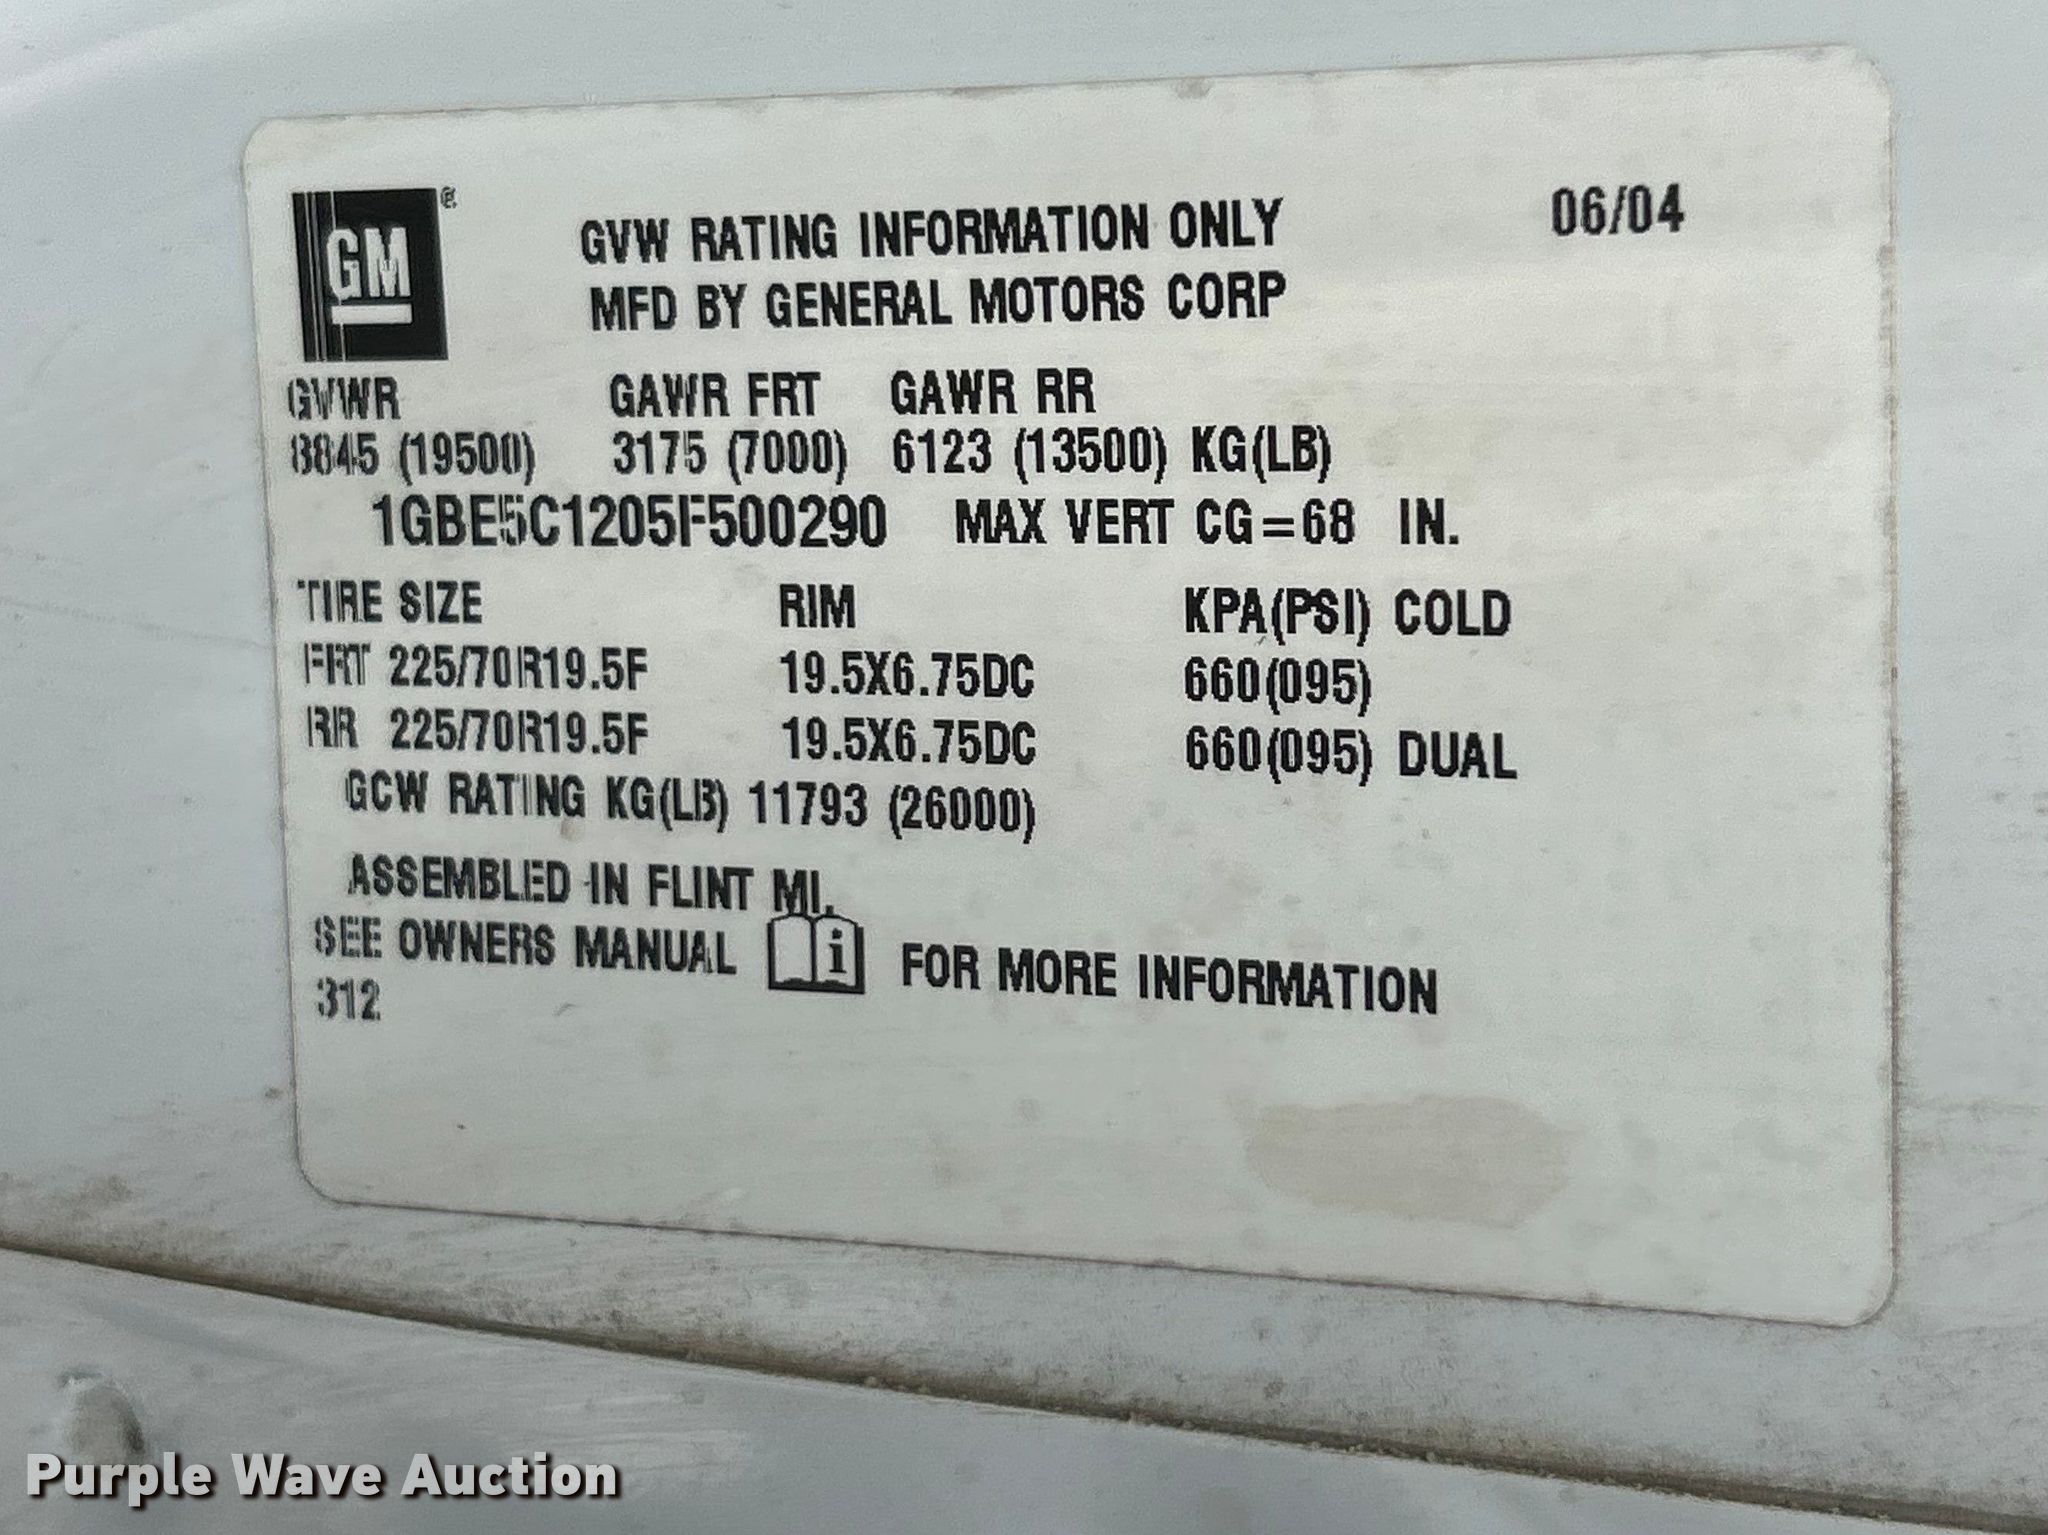 GM®
GVW RATING INFORMATION ONLY 06/04
MFD BY GENERAL MOTORS CORP
GVWR GAWR FRT GAWR RR
8845 (19500) 3175 (7000) 6123 (13500) KG(LB)
1GBE5C1205F500290 MAX VERT CG=68 IN.
TIRE SIZE RIM KPA(PSI) COLD
FRT 225/70R19.5F 19.5X6.75DC 660(095)
RR 225/70R19.5F 19.5X6.75DC 660(095) DUAL
GCW RATING KG(LB) 11793 (26000)
ASSEMBLED IN FLINT MI.
SEE OWNERS MANUAL i FOR MORE INFORMATION
312
Purple Wave Auction